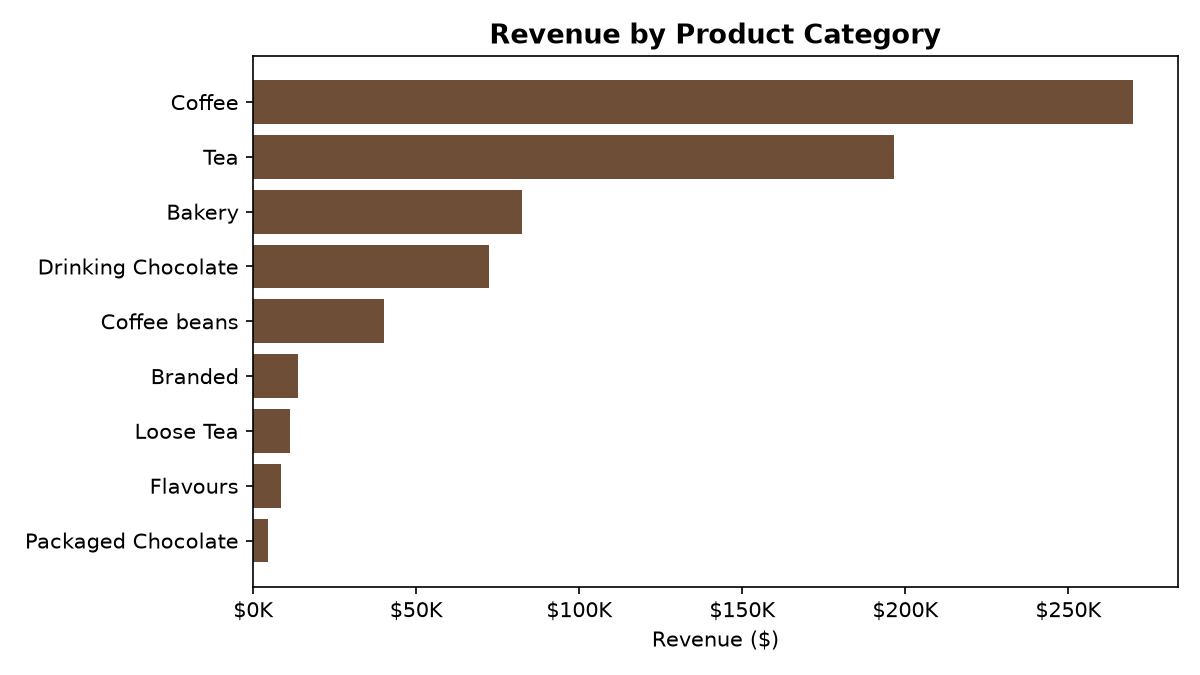 Revenue by Product Category
Coffee
Tea
Bakery
Drinking Chocolate
Coffee beans
Branded
Loose Tea
Flavours
Packaged Chocolate
$0K $50K $100K $150K $200K $250K
Revenue ($)